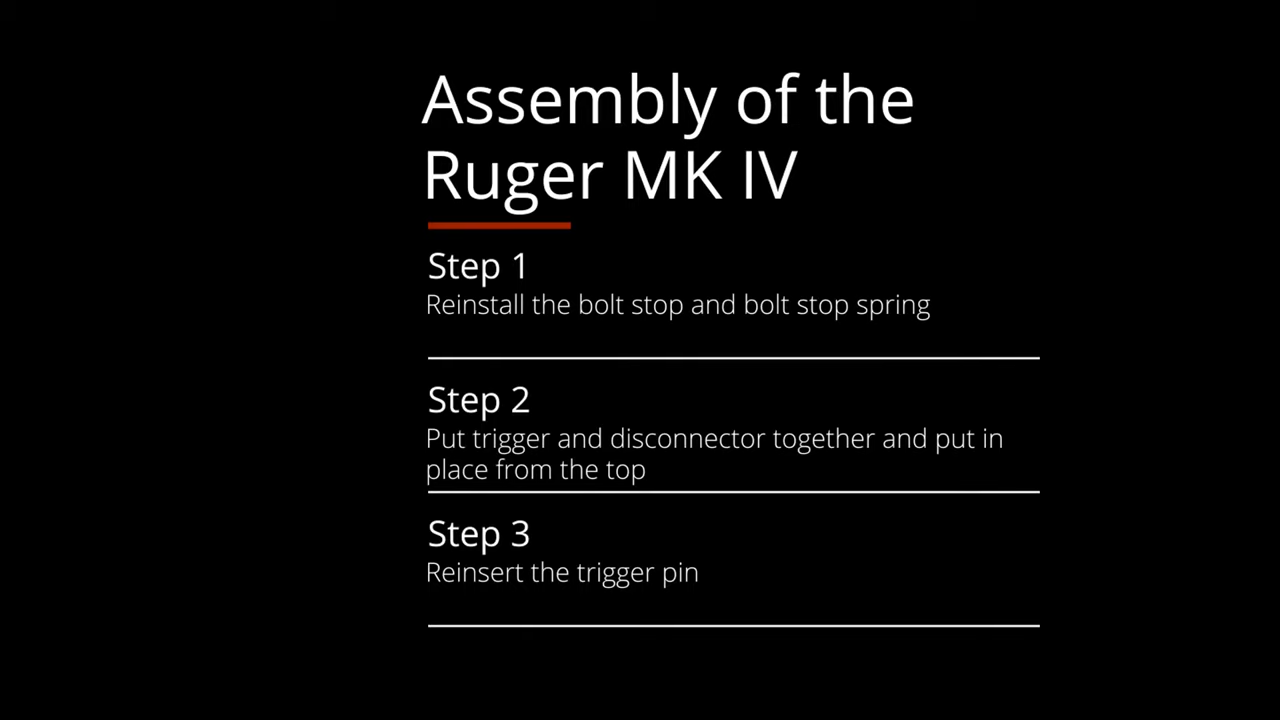 Assembly of the
Ruger MK IV
Step 1
Reinstall the bolt stop and bolt stop spring
Step 2
Put trigger and disconnector together and put in
place from the top
Step 3
Reinsert the trigger pin